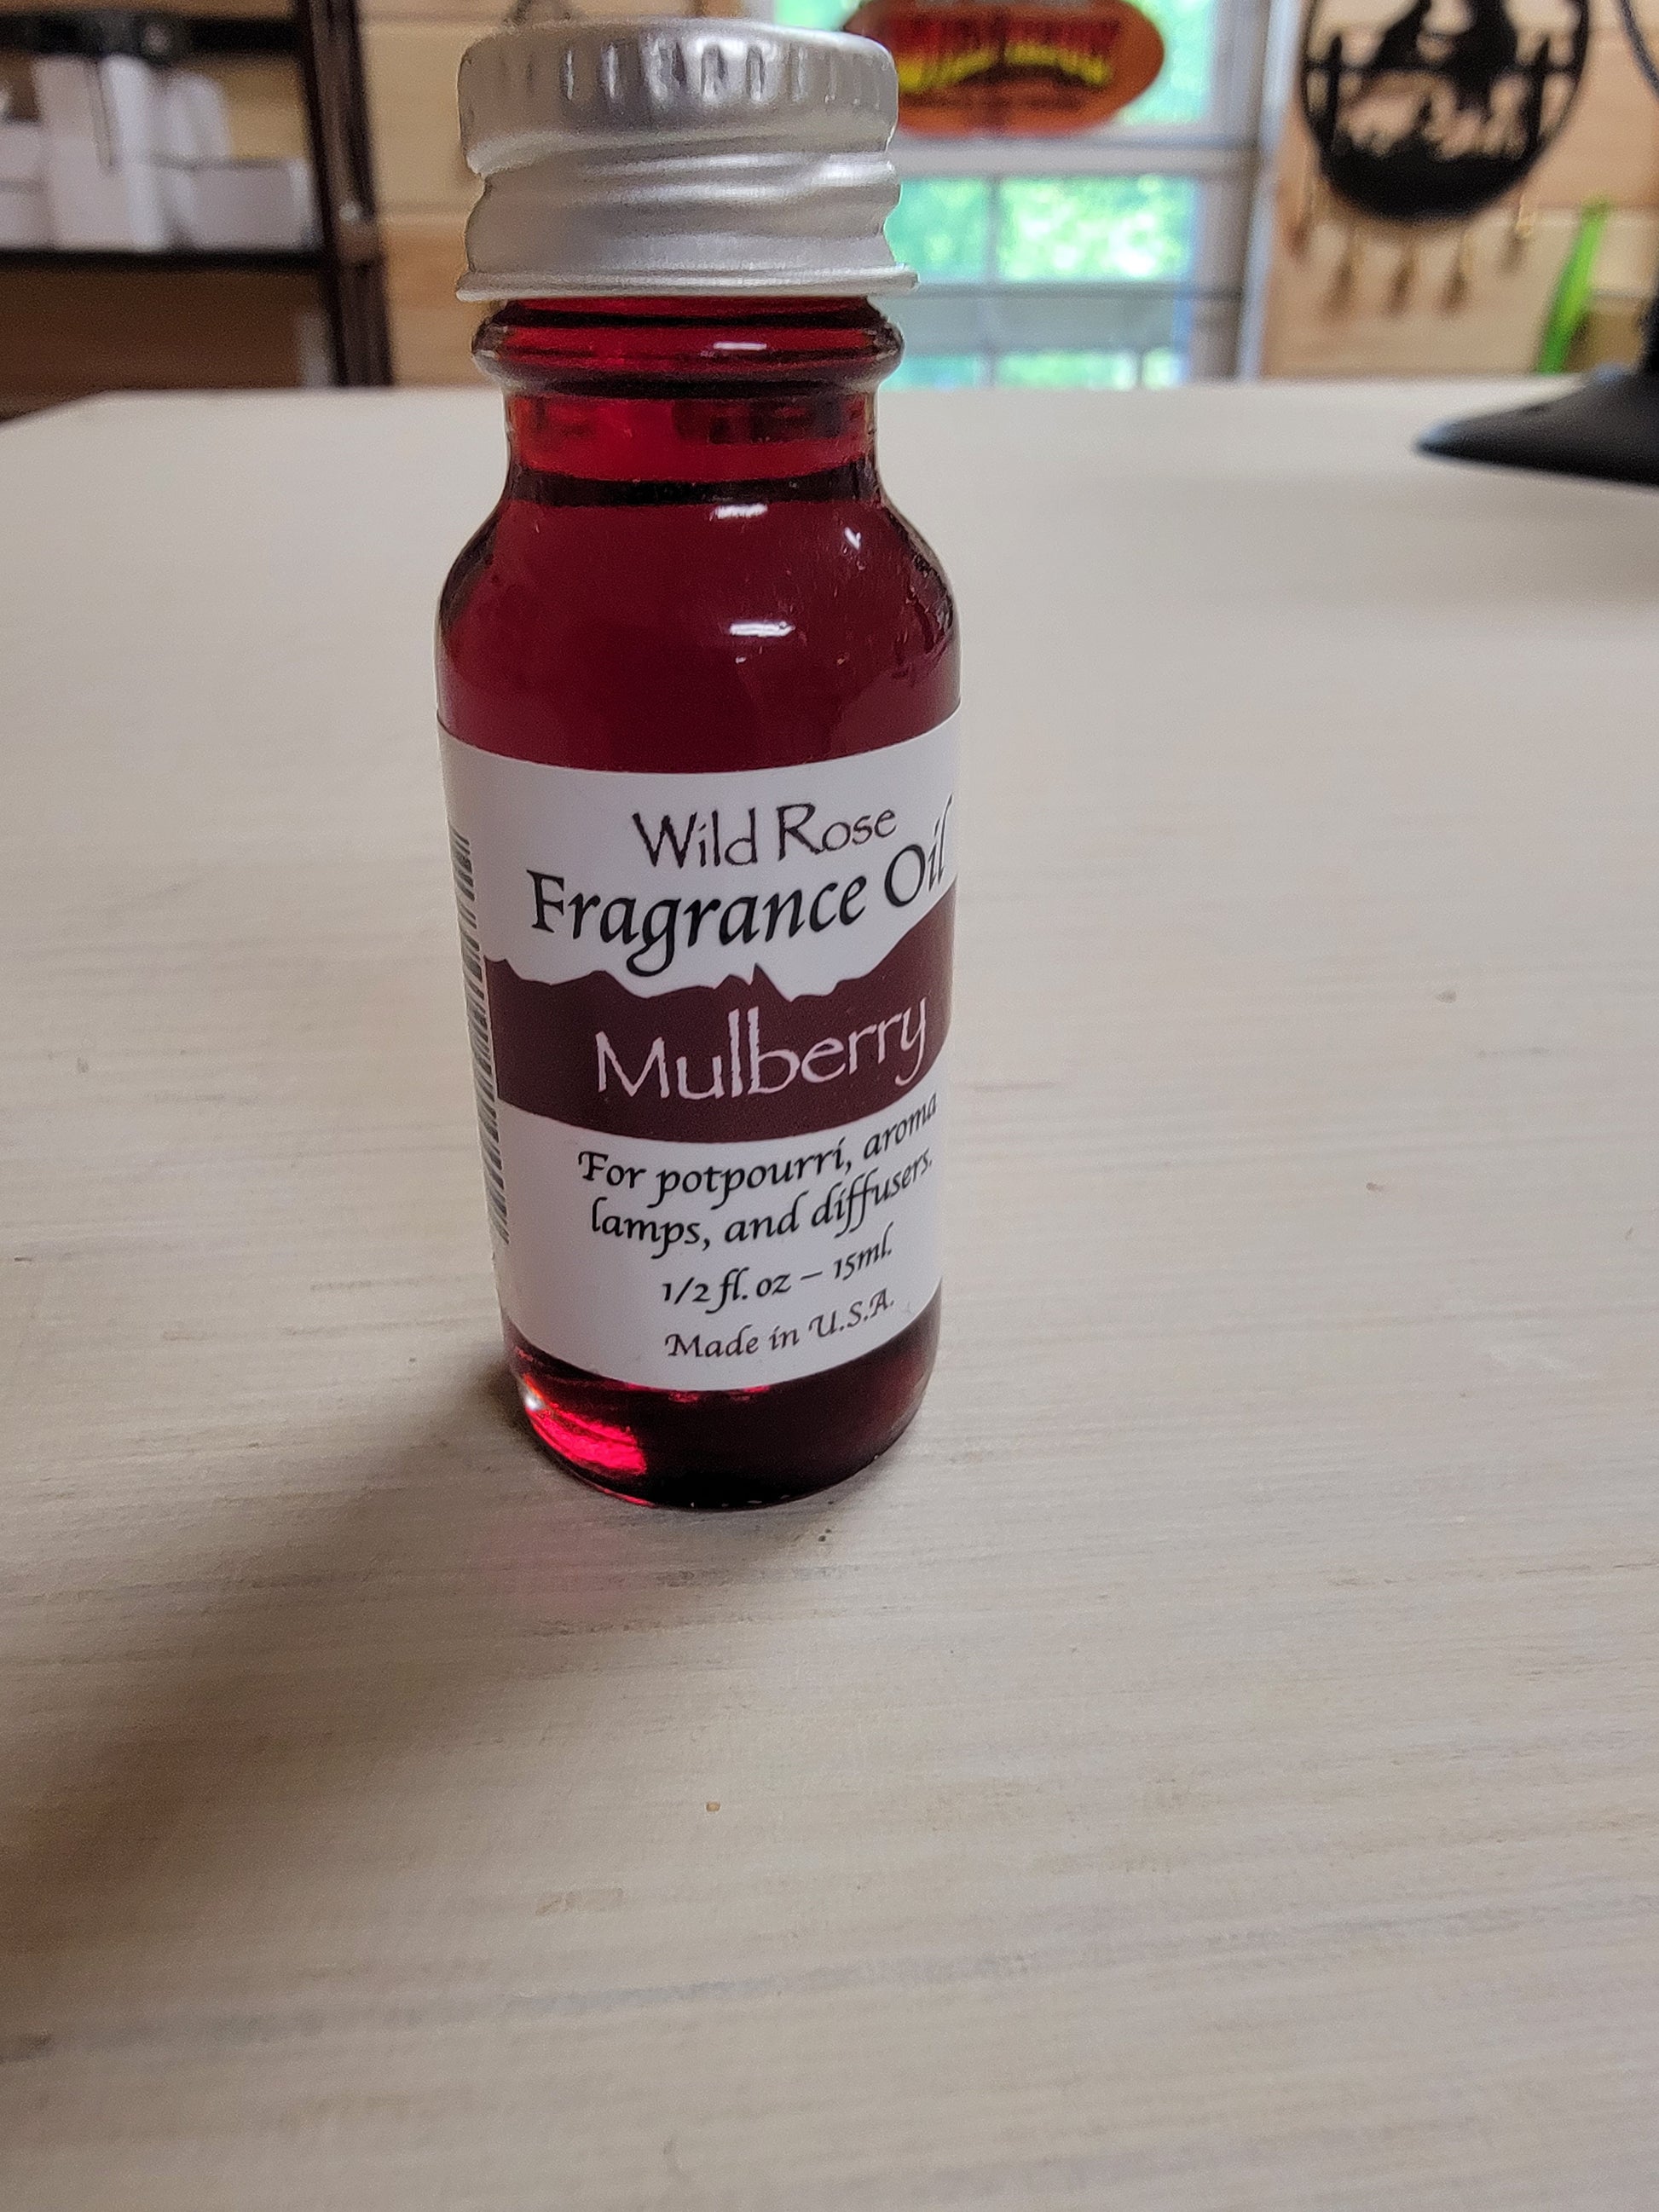 Wild Rose
Fragrance Oil
Mulberry
For potpourri, aroma
lamps, and diffusers.
1/2 fl. oz – 15ml.
Made in U.S.A.